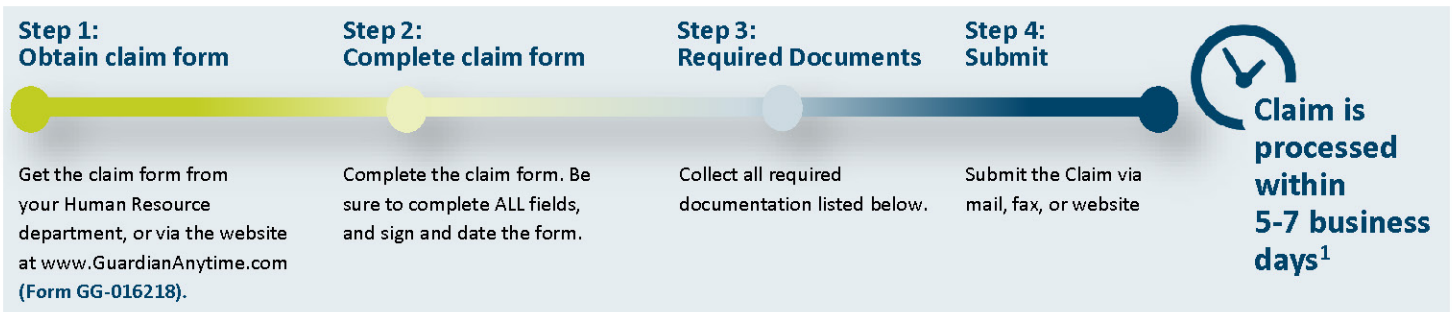 Step 1:
Obtain claim form
Get the claim form from
your Human Resource
department, or via the website
at www.GuardianAnytime.com
(Form GG-016218).
Step 2:
Complete claim form
Complete the claim form. Be
sure to complete ALL fields,
and sign and date the form.
Step 3:
Required Documents
Collect all required
documentation listed below.
Step 4:
Submit
Submit the Claim via
mail, fax, or website
Claim is
processed
within
5-7 business
days¹